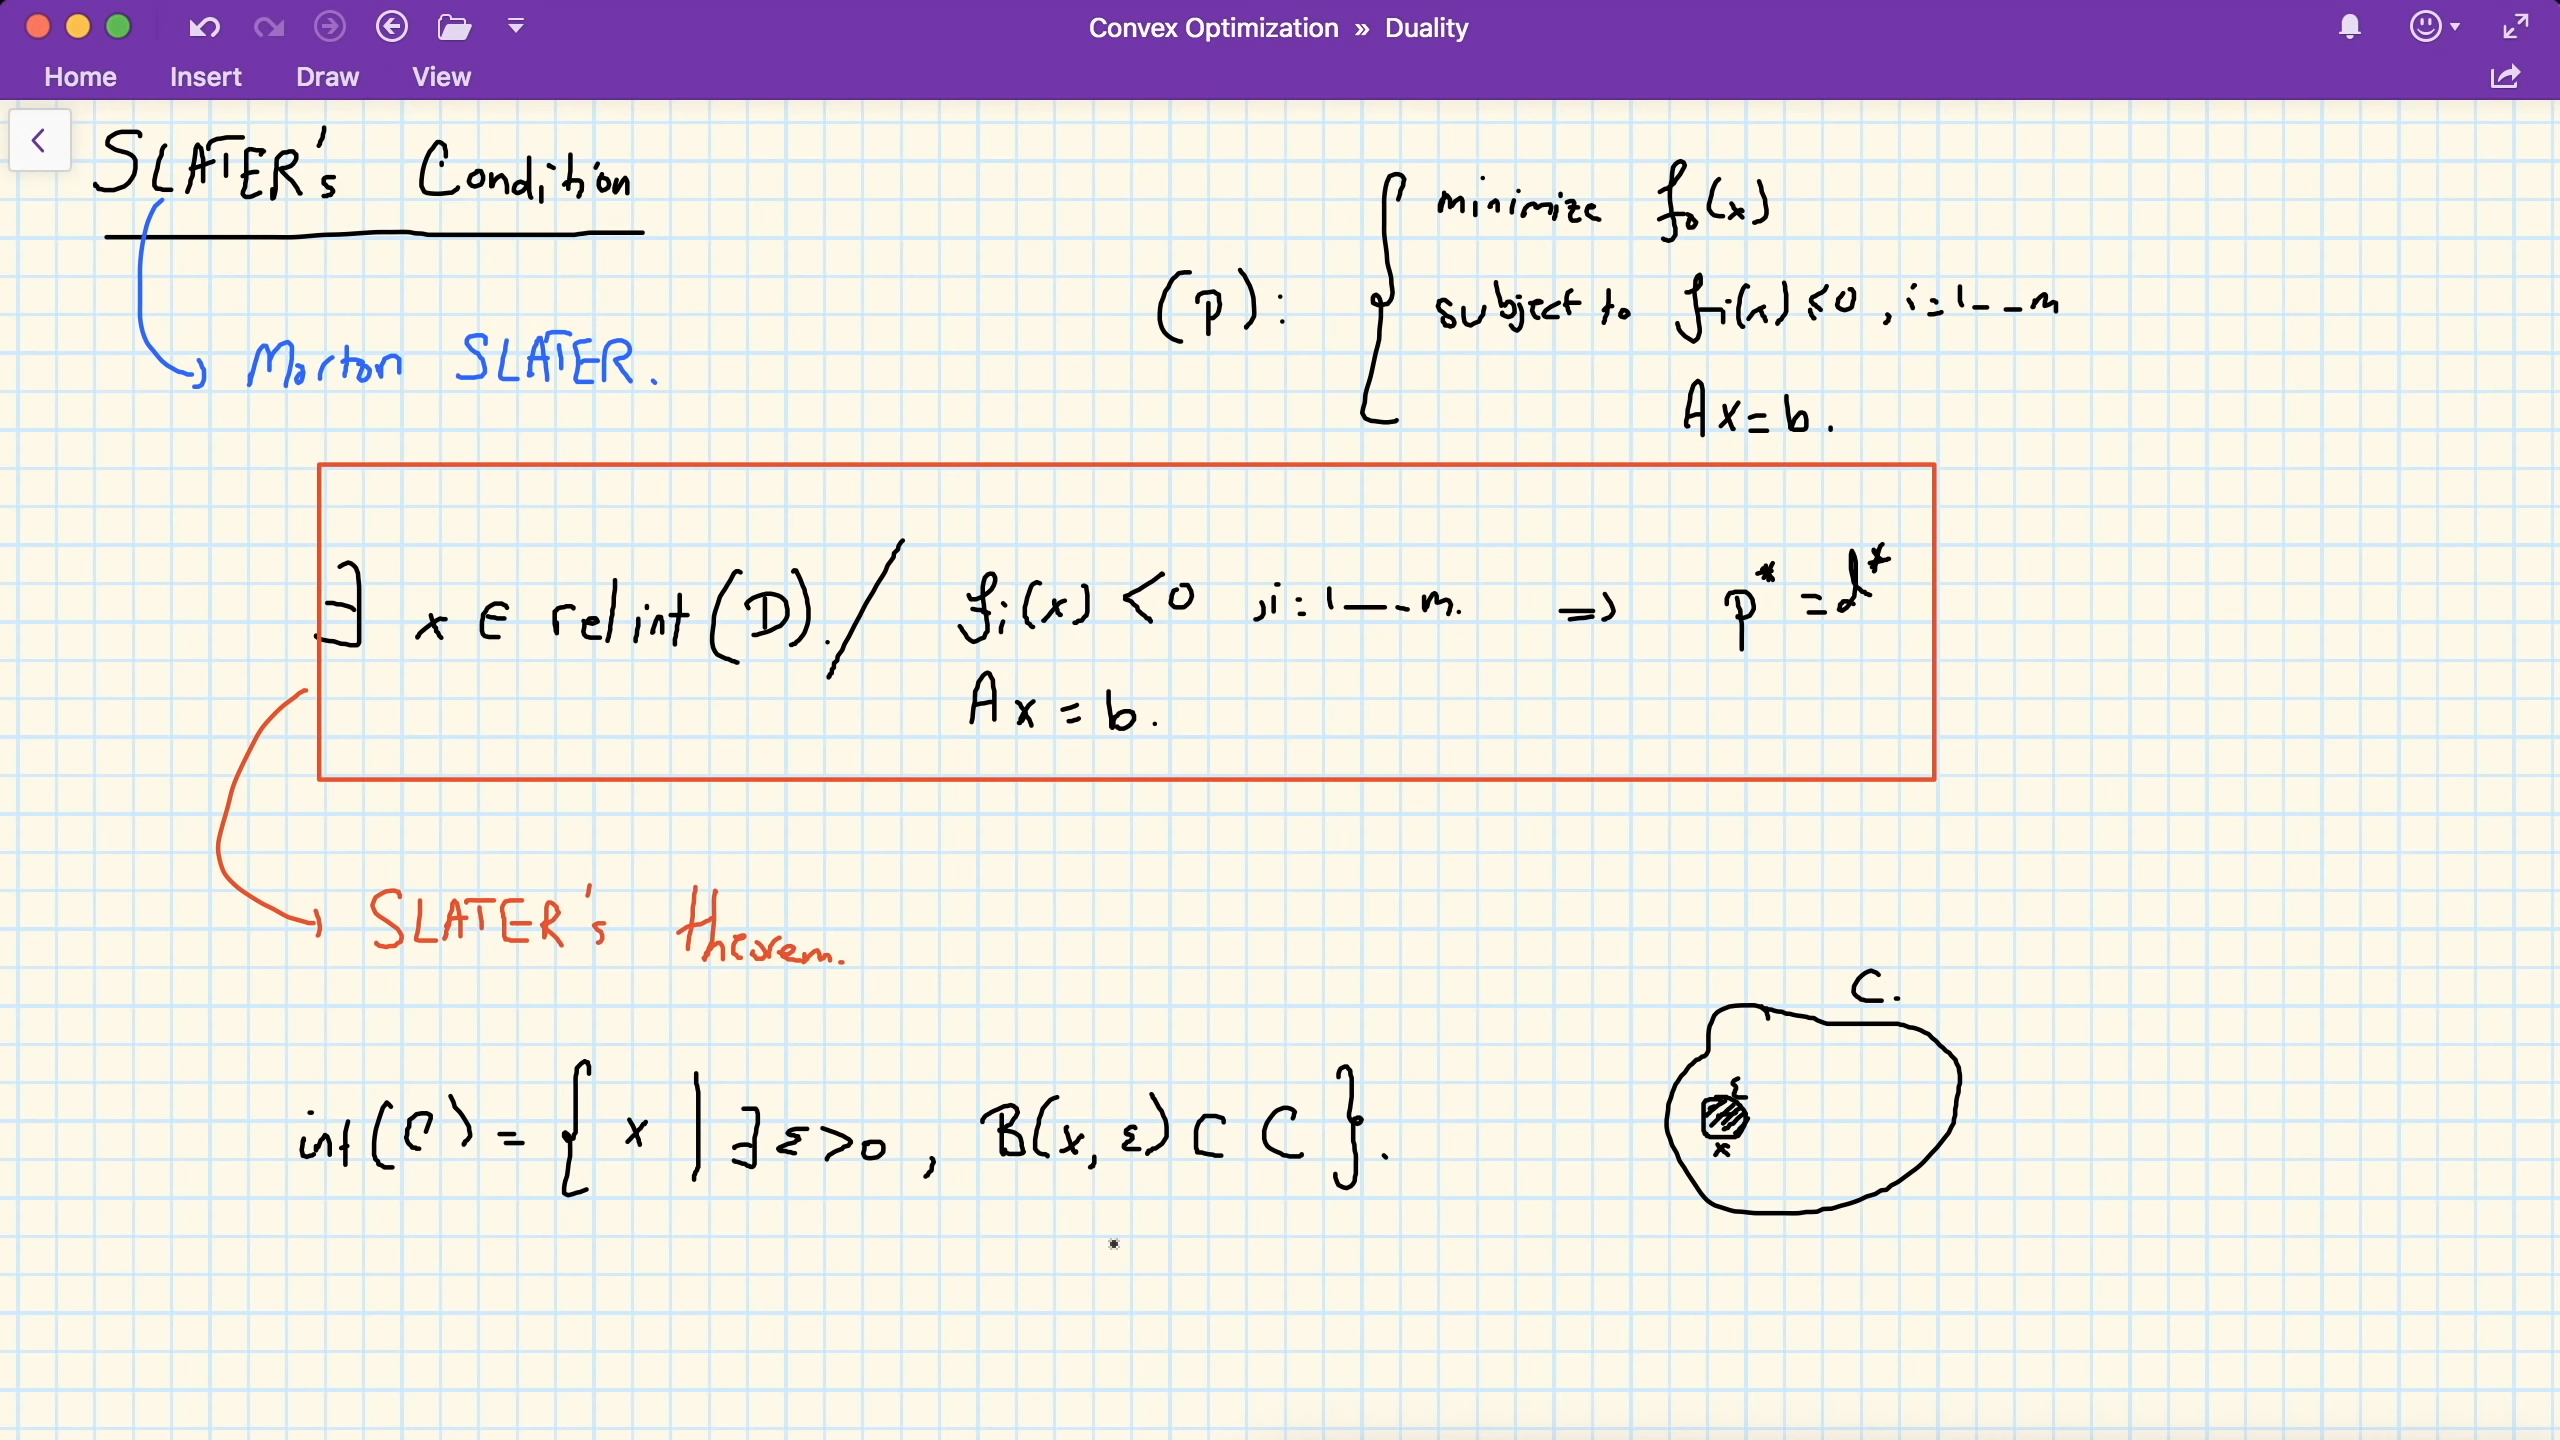 Convex Optimization » Duality
Home Insert Draw View
SLATER's Condition
Morton SLATER.
(P): { minimize f₀(x)
subject to fᵢ(x) ≤ 0 , i = 1 - - m
Ax = b.
∃ x ∈ relint(D). / fᵢ(x) < 0 , i = 1 - - m. ⇒ p* = d*
Ax = b.
SLATER's theorem.
C.
int(C) = { x | ∃ ε > 0 , B(x, ε) ⊂ C }.
ε
x